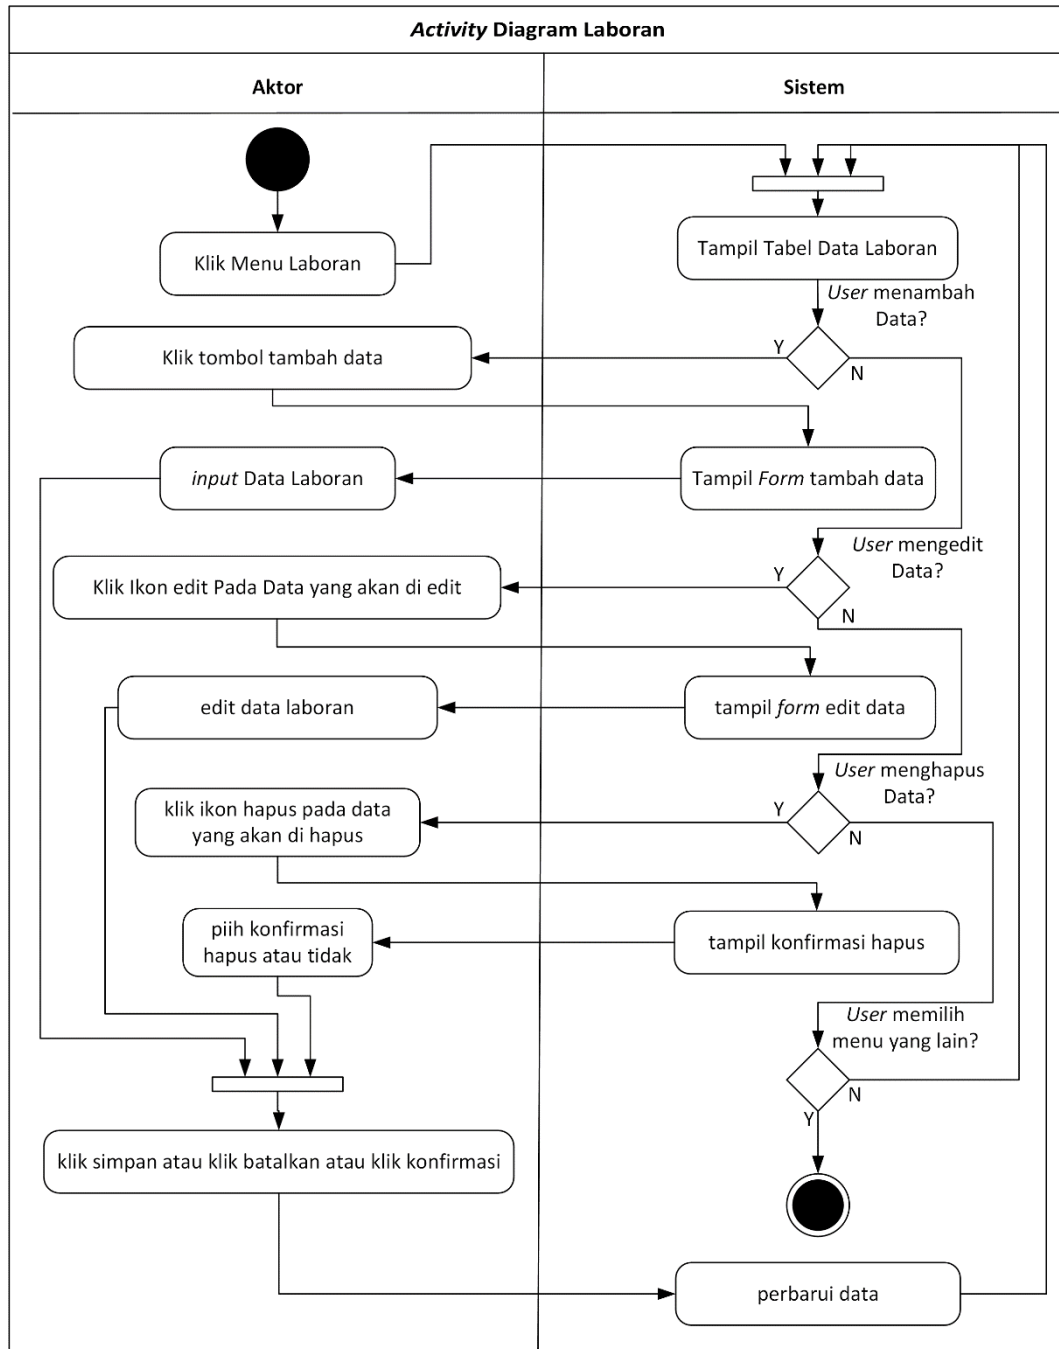 Activity Diagram Laboran
Aktor
Sistem
Klik Menu Laboran
Tampil Tabel Data Laboran
User menambah
Data?
Y
N
Klik tombol tambah data
Tampil Form tambah data
input Data Laboran
User mengedit
Data?
Y
N
Klik Ikon edit Pada Data yang akan di edit
tampil form edit data
edit data laboran
User menghapus
Data?
Y
N
klik ikon hapus pada data
yang akan di hapus
tampil konfirmasi hapus
piih konfirmasi
hapus atau tidak
User memilih
menu yang lain?
N
Y
klik simpan atau klik batalkan atau klik konfirmasi
perbarui data